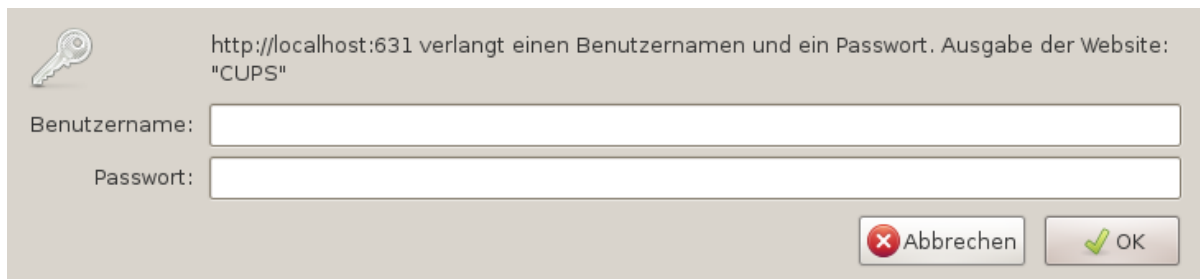 http://localhost:631 verlangt einen Benutzernamen und ein Passwort. Ausgabe der Website:
"CUPS"
Benutzername:
Passwort:
Abbrechen
OK